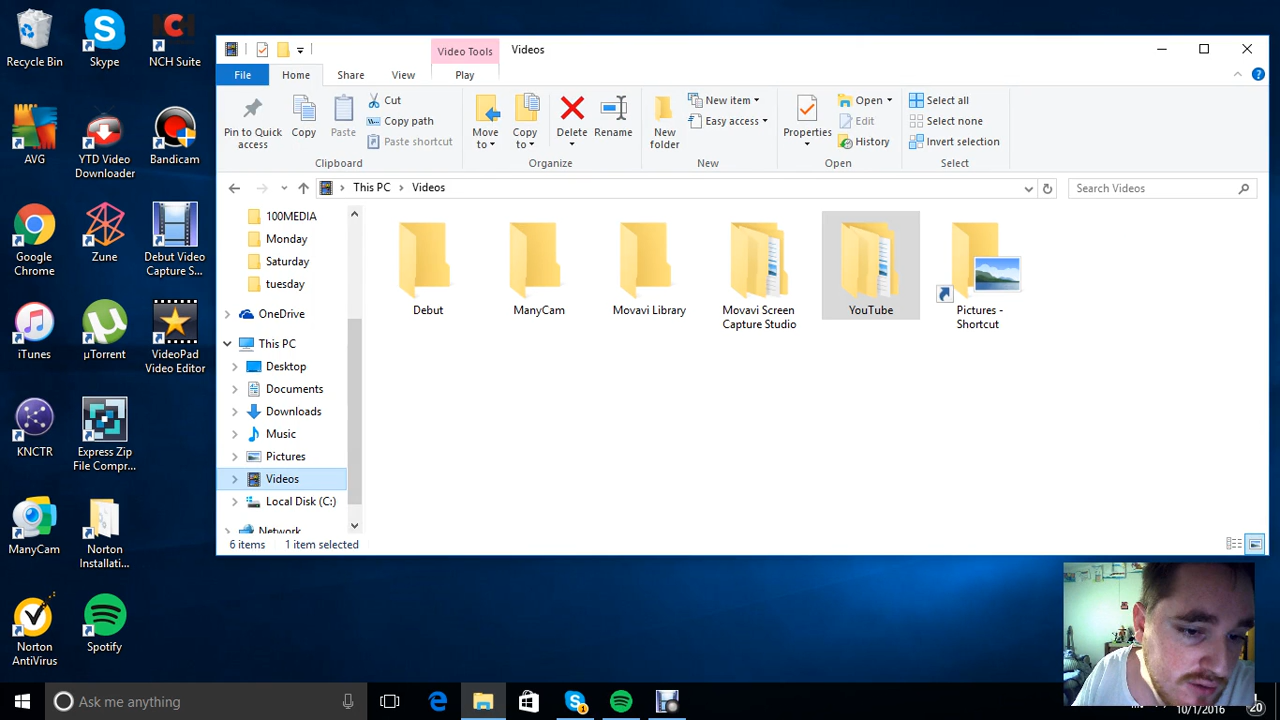 Recycle Bin
Skype
NCH
NCH Suite
AVG
YTD Video
Downloader
Bandicam
Google
Chrome
Zune
Debut Video
Capture S...
iTunes
µTorrent
VideoPad
Video Editor
KNCTR
Express Zip
File Compr...
ManyCam
Norton
Installati...
Norton
AntiVirus
Spotify
Video Tools
Videos
File
Home
Share
View
Play
Pin to Quick
access
Copy
Paste
Cut
Copy path
Paste shortcut
Clipboard
Move
to
Copy
to
Delete
Rename
Organize
New
folder
New item
Easy access
New
Properties
Open
Edit
History
Open
Select all
Select none
Invert selection
Select
This PC
Videos
Search Videos
100MEDIA
Monday
Saturday
tuesday
OneDrive
This PC
Desktop
Documents
Downloads
Music
Pictures
Videos
Local Disk (C:)
Network
Debut
ManyCam
Movavi Library
Movavi Screen
Capture Studio
YouTube
Pictures -
Shortcut
6 items
1 item selected
Ask me anything
1
10/1/2016
20